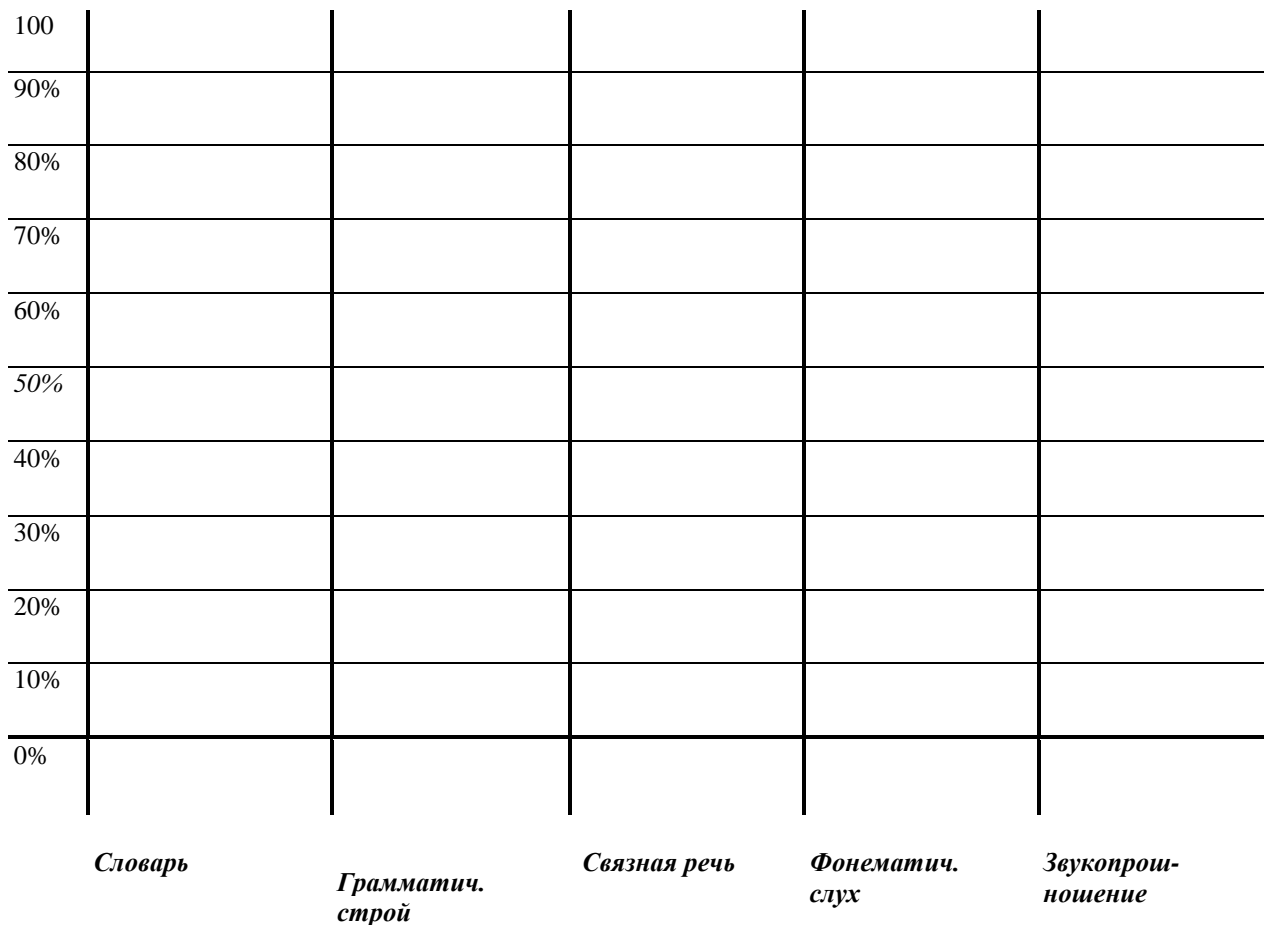 100
90%
80%
70%
60%
50%
40%
30%
20%
10%
0%
Словарь
Грамматич.
строй
Связная речь
Фонематич.
слух
Звукопрош-
ношение